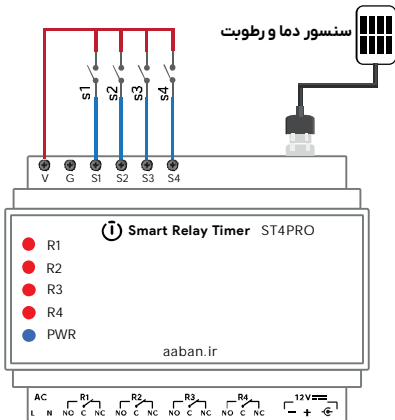 سنسور دما و رطوبت
s1 s2 s3 s4
V G S1 S2 S3 S4
Smart Relay Timer ST4PRO
R1
R2
R3
R4
PWR
aaban.ir
AC R1 R2 R3 R4 12V
L N NO C NC NO C NC NO C NC NO C NC − +